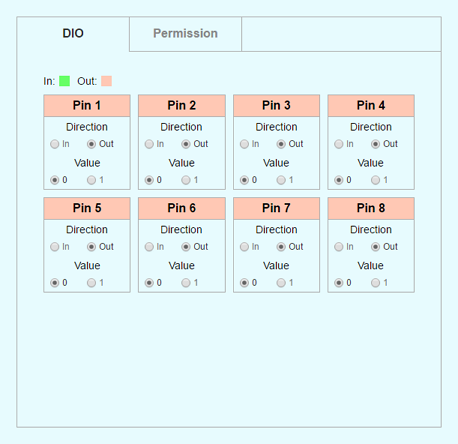 DIO Permission
In: Out:
Pin 1 Pin 2 Pin 3 Pin 4
Direction Direction Direction Direction
In Out In Out In Out In Out
Value Value Value Value
0 1 0 1 0 1 0 1
Pin 5 Pin 6 Pin 7 Pin 8
Direction Direction Direction Direction
In Out In Out In Out In Out
Value Value Value Value
0 1 0 1 0 1 0 1